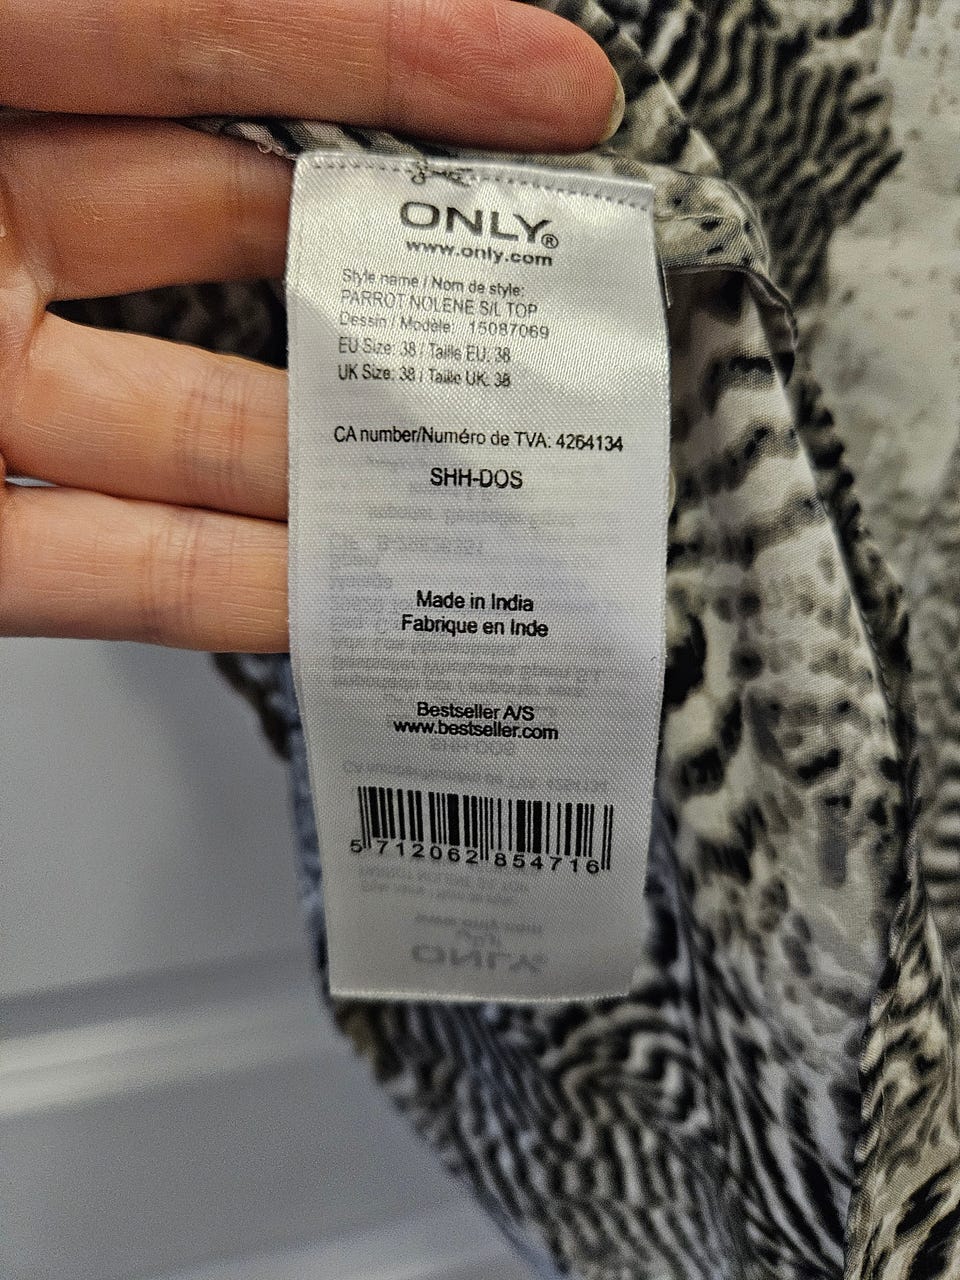 ONLY®
www.only.com
Style name / Nom de style:
PARROT NOLENE S/L TOP
Dessin / Modele: 15087069
EU Size: 38 / Taille EU: 38
UK Size: 38 / Taille UK: 38
CA number/Numéro de TVA: 4264134
SHH-DOS
Made in India
Fabrique en Inde
Bestseller A/S
www.bestseller.com
5 712062 854716